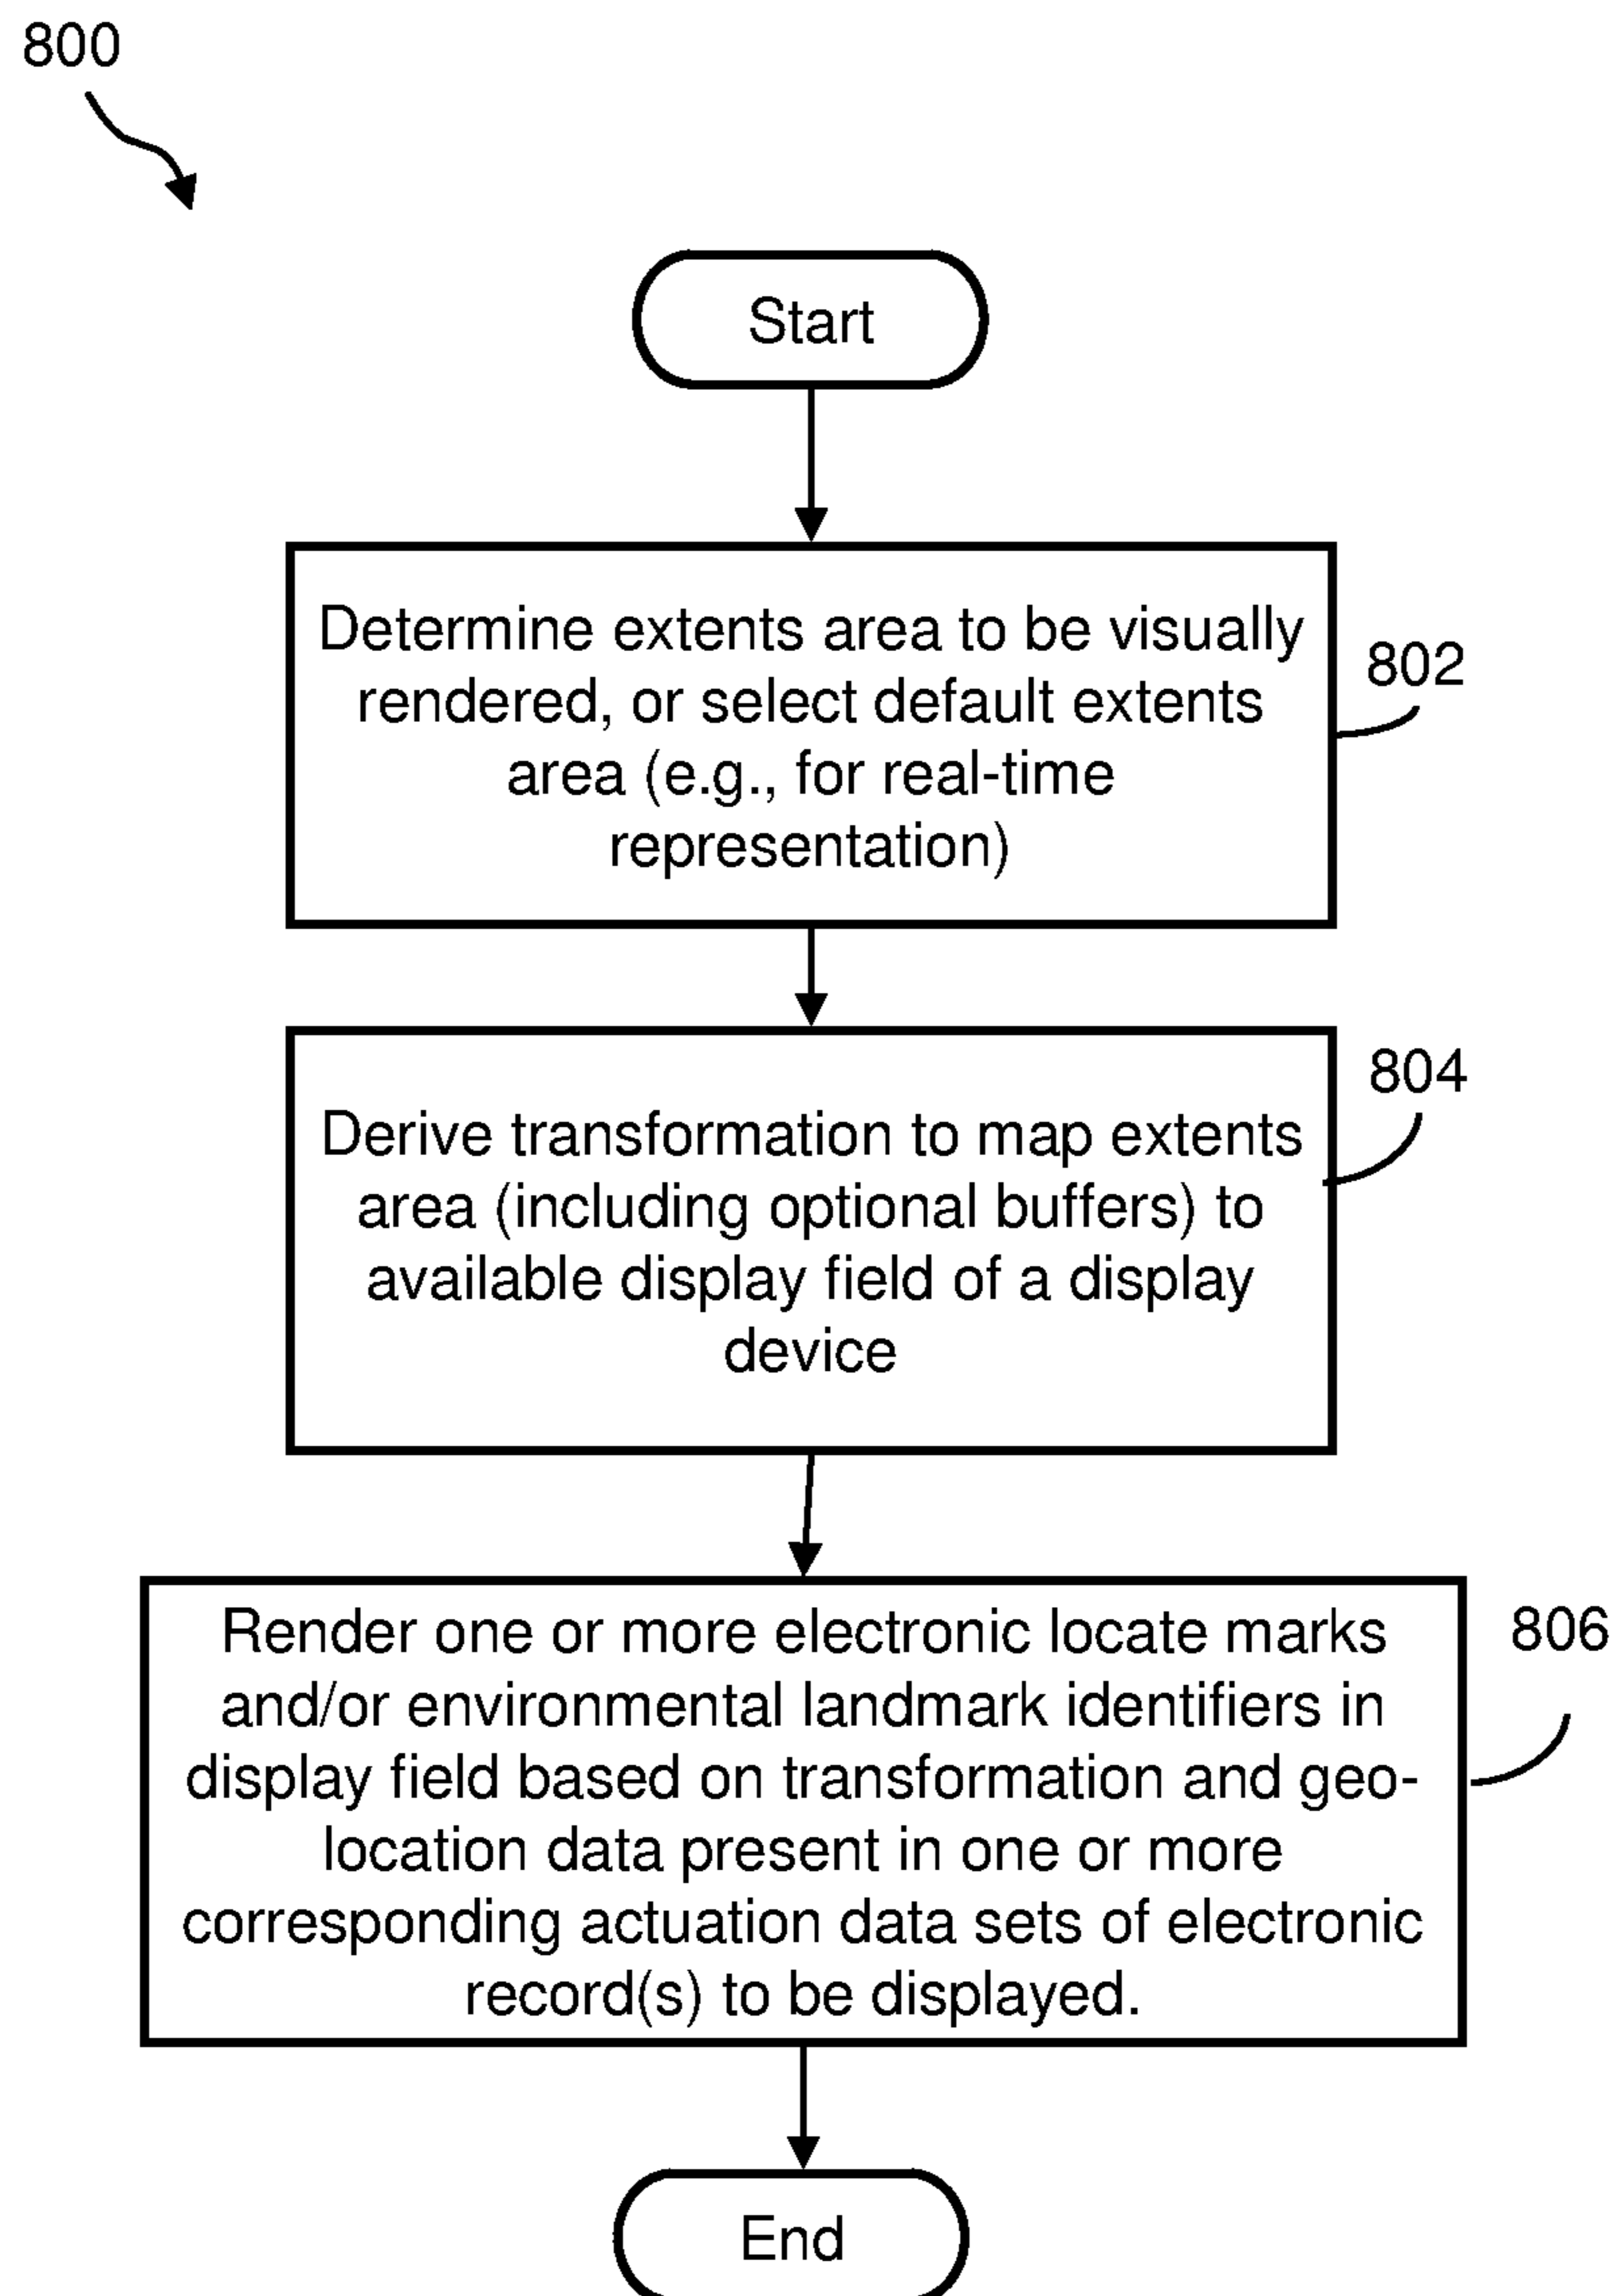 800
Start
Determine extents area to be visually
rendered, or select default extents
area (e.g., for real-time
representation)
802
Derive transformation to map extents
area (including optional buffers) to
available display field of a display
device
804
Render one or more electronic locate marks
and/or environmental landmark identifiers in
display field based on transformation and geo-
location data present in one or more
corresponding actuation data sets of electronic
record(s) to be displayed.
806
End